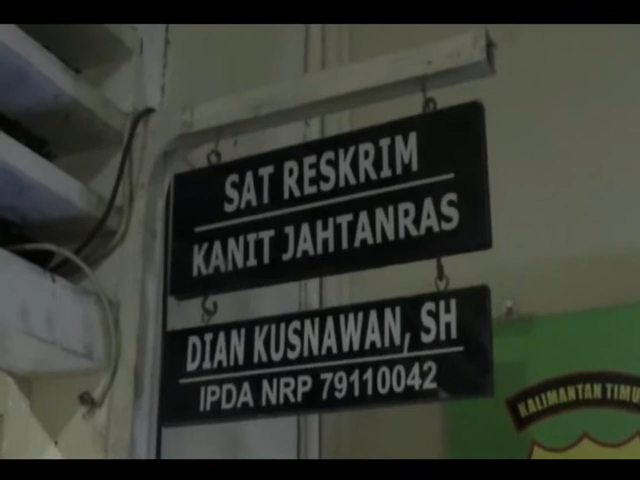 SAT RESKRIM
KANIT JAHTANRAS
DIAN KUSNAWAN, SH
IPDA NRP 79110042
KALIMANTAN TIMU